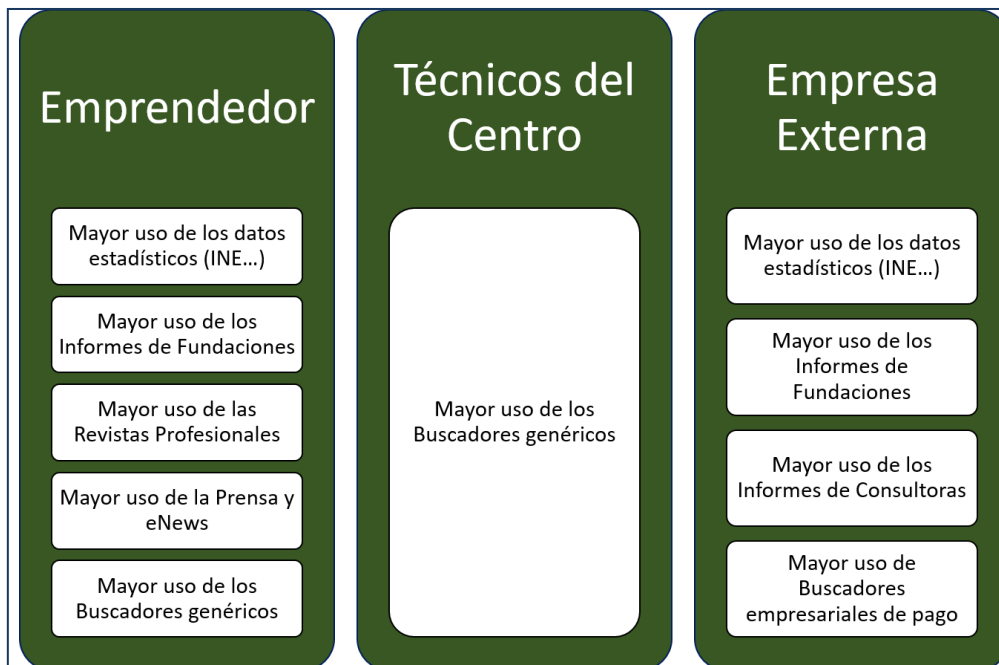 Emprendedor
Mayor uso de los datos
estadísticos (INE...)
Mayor uso de los
Informes de Fundaciones
Mayor uso de las
Revistas Profesionales
Mayor uso de la Prensa y
eNews
Mayor uso de los
Buscadores genéricos
Técnicos del
Centro
Mayor uso de los
Buscadores genéricos
Empresa
Externa
Mayor uso de los datos
estadísticos (INE...)
Mayor uso de los
Informes de
Fundaciones
Mayor uso de los
Informes de Consultoras
Mayor uso de
Buscadores
empresariales de pago